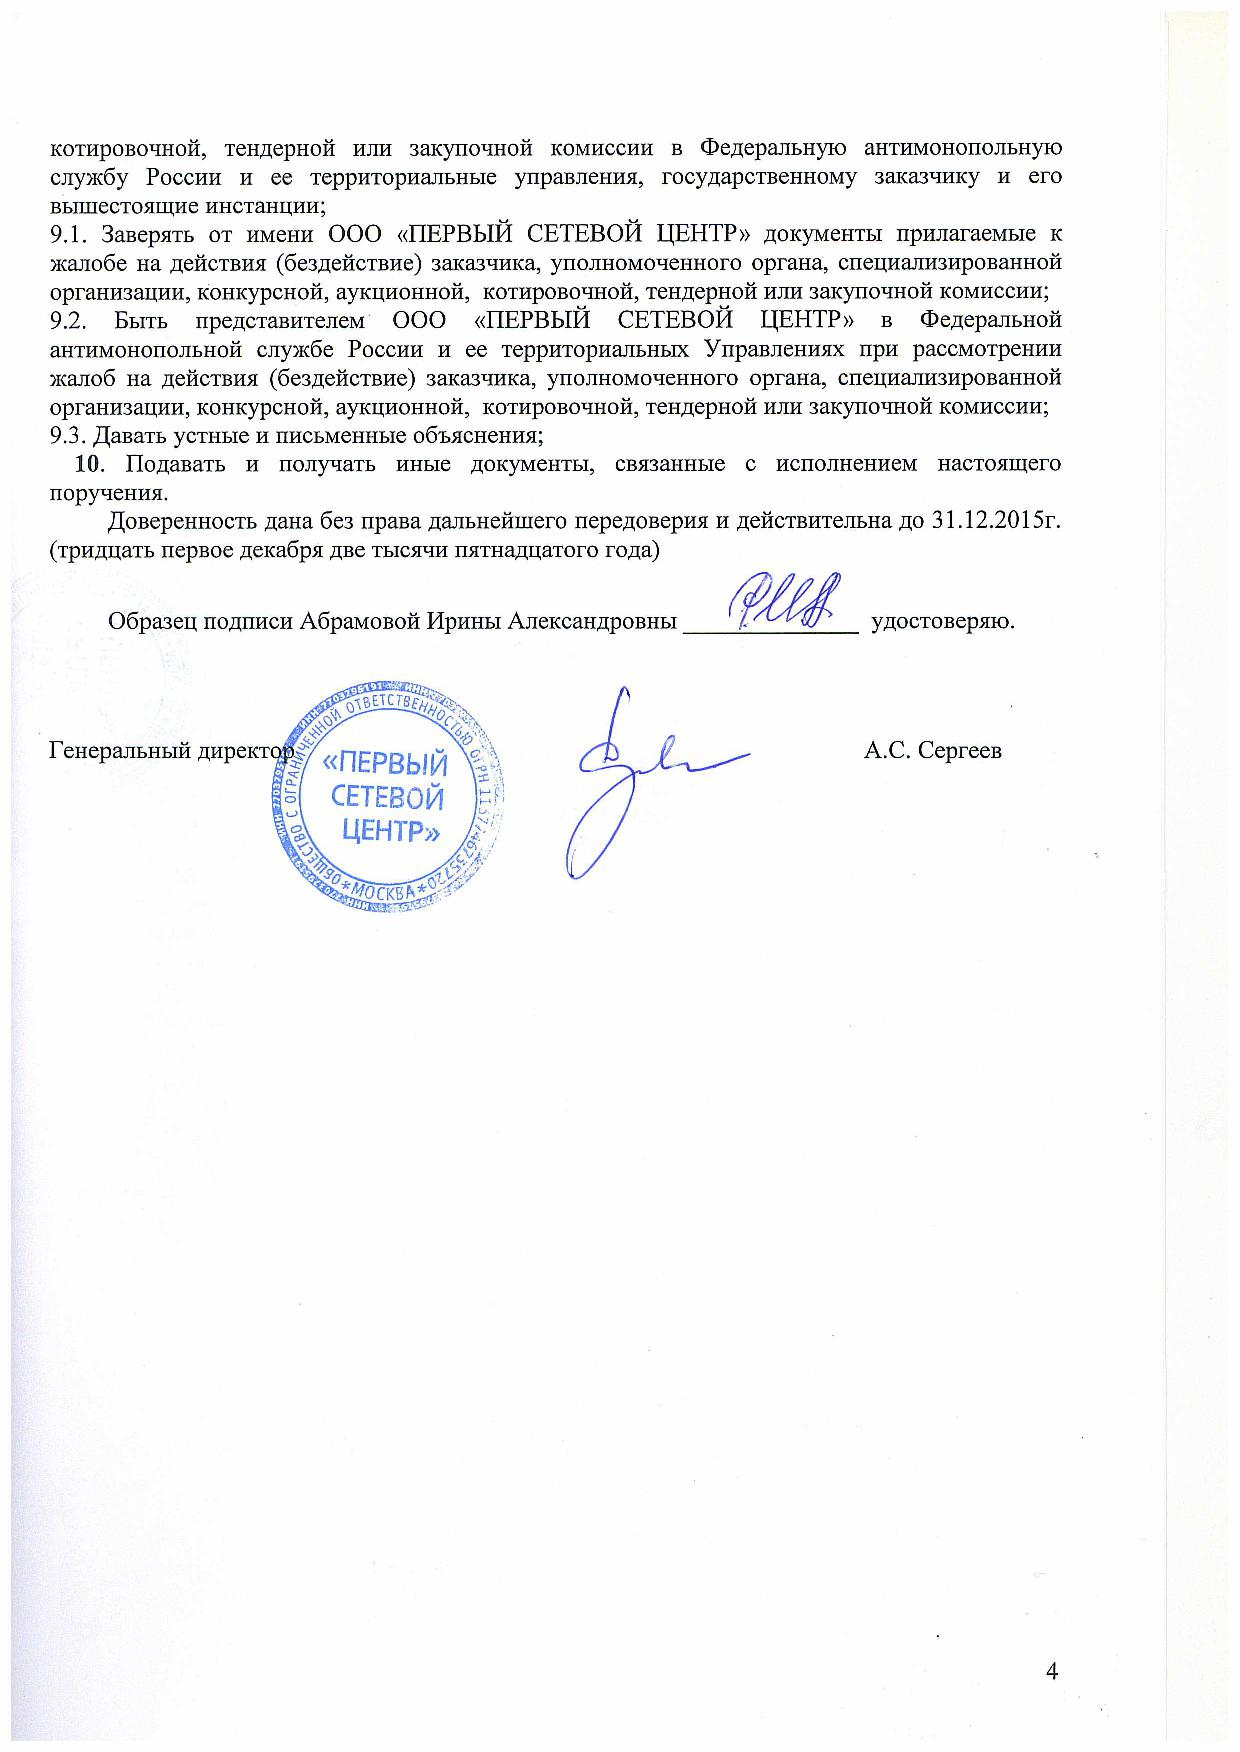 котировочной, тендерной или закупочной комиссии в Федеральную антимонопольную
службу России и ее территориальные управления, государственному заказчику и его
вышестоящие инстанции;
9.1. Заверять от имени ООО «ПЕРВЫЙ СЕТЕВОЙ ЦЕНТР» документы прилагаемые к
жалобе на действия (бездействие) заказчика, уполномоченного органа, специализированной
организации, конкурсной, аукционной, котировочной, тендерной или закупочной комиссии;
9.2. Быть представителем ООО «ПЕРВЫЙ СЕТЕВОЙ ЦЕНТР» в Федеральной
антимонопольной службе России и ее территориальных Управлениях при рассмотрении
жалоб на действия (бездействие) заказчика, уполномоченного органа, специализированной
организации, конкурсной, аукционной, котировочной, тендерной или закупочной комиссии;
9.3. Давать устные и письменные объяснения;
10. Подавать и получать иные документы, связанные с исполнением настоящего
поручения.
Доверенность дана без права дальнейшего передоверия и действительна до 31.12.2015г.
(тридцать первое декабря две тысячи пятнадцатого года)
Образец подписи Абрамовой Ирины Александровны ______________ удостоверяю.
Генеральный директор А.С. Сергеев
ОБЩЕСТВО С ОГРАНИЧЕННОЙ ОТВЕТСТВЕННОСТЬЮ ОГРН
*МОСКВА*
«ПЕРВЫЙ
СЕТЕВОЙ
ЦЕНТР»
4